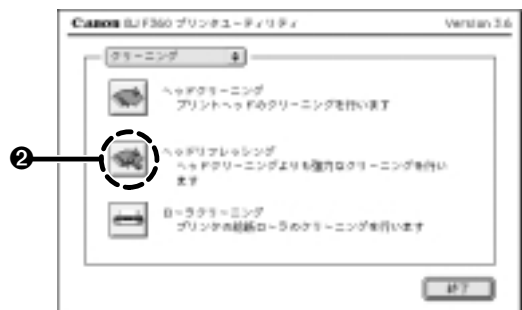 Canon BJ F360 プリンタユーティリティ Version 3.6
クリーニング
ヘッドクリーニング
プリントヘッドのクリーニングを行います
❷
ヘッドリフレッシング
ヘッドクリーニングよりも強力なクリーニングを行い
ます
ローラクリーニング
プリンタの給紙ローラのクリーニングを行います
終了